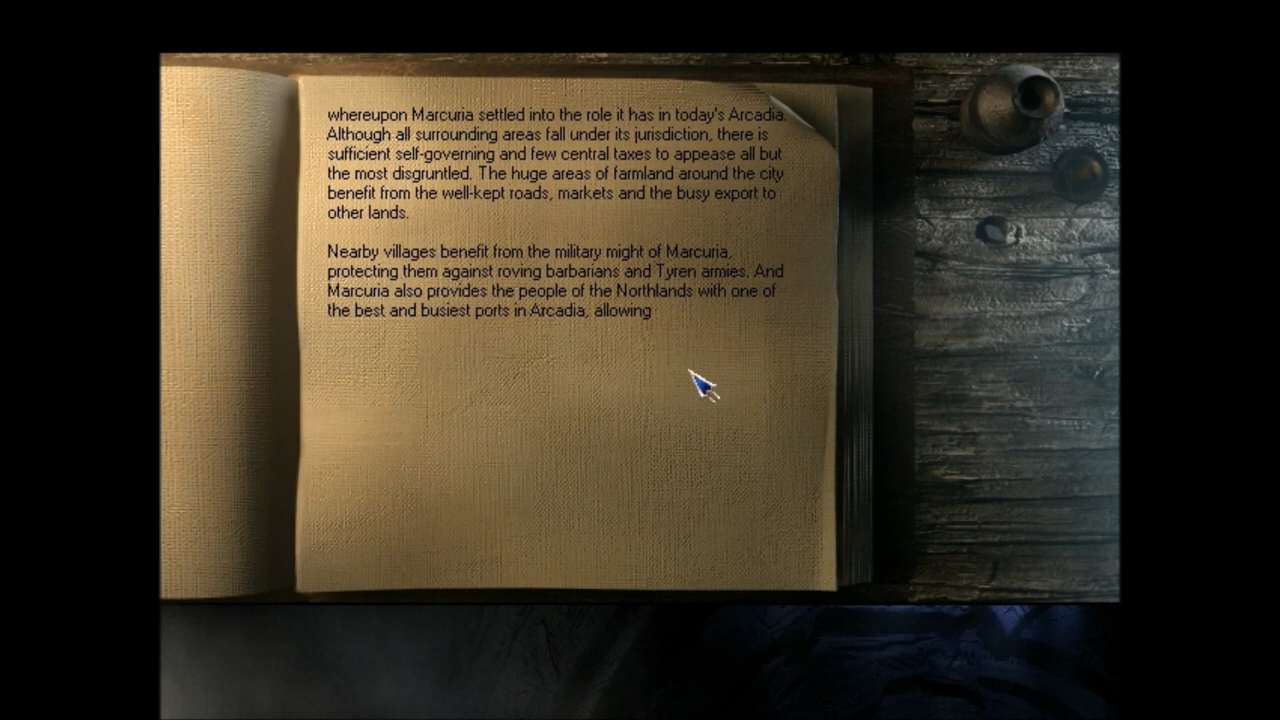 whereupon Marcuria settled into the role it has in today's Arcadia.
Although all surrounding areas fall under its jurisdiction, there is
sufficient self-governing and few central taxes to appease all but
the most disgruntled. The huge areas of farmland around the city
benefit from the well-kept roads, markets and the busy export to
other lands.
Nearby villages benefit from the military might of Marcuria,
protecting them against roving barbarians and Tyren armies. And
Marcuria also provides the people of the Northlands with one of
the best and busiest ports in Arcadia, allowing